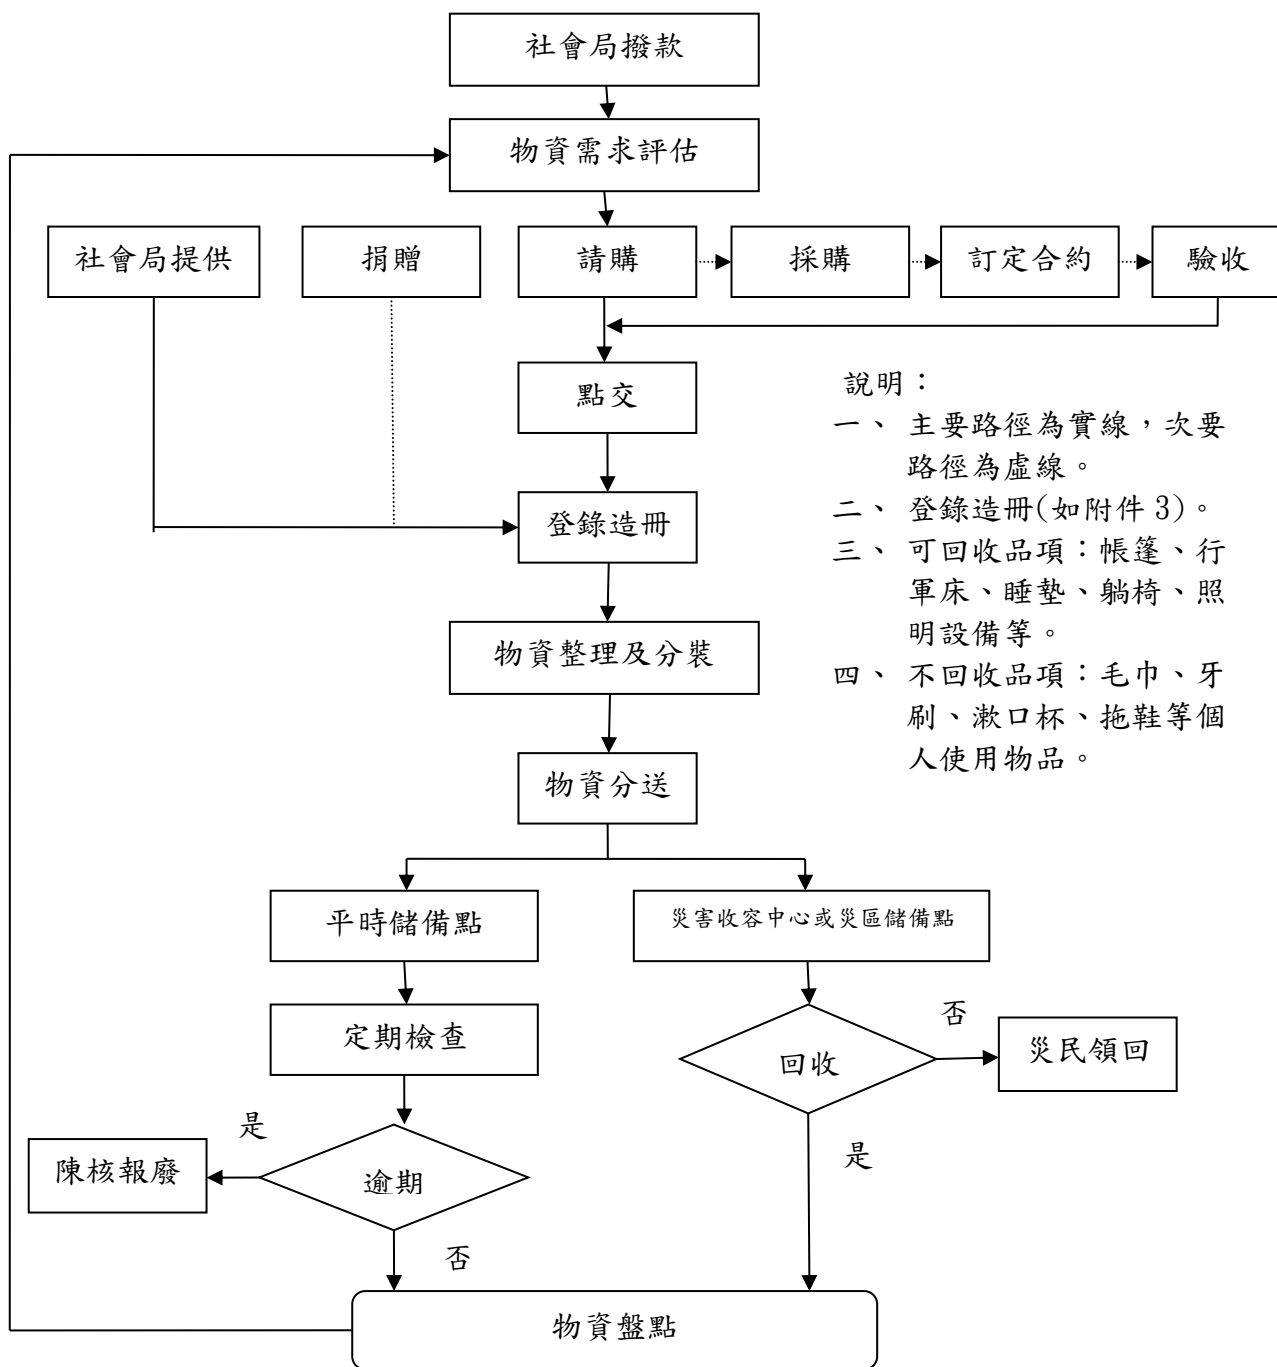 社會局撥款
物資需求評估
社會局提供
捐贈
請購
採購
訂定合約
驗收
點交
說明：
一、 主要路徑為實線，次要
路徑為虛線。
二、 登錄造冊(如附件 3)。
三、 可回收品項：帳篷、行
軍床、睡墊、躺椅、照
明設備等。
四、 不回收品項：毛巾、牙
刷、漱口杯、拖鞋等個
人使用物品。
登錄造冊
物資整理及分裝
物資分送
平時儲備點
災害收容中心或災區儲備點
定期檢查
回收
否
災民領回
是
陳核報廢
逾期
是
否
物資盤點